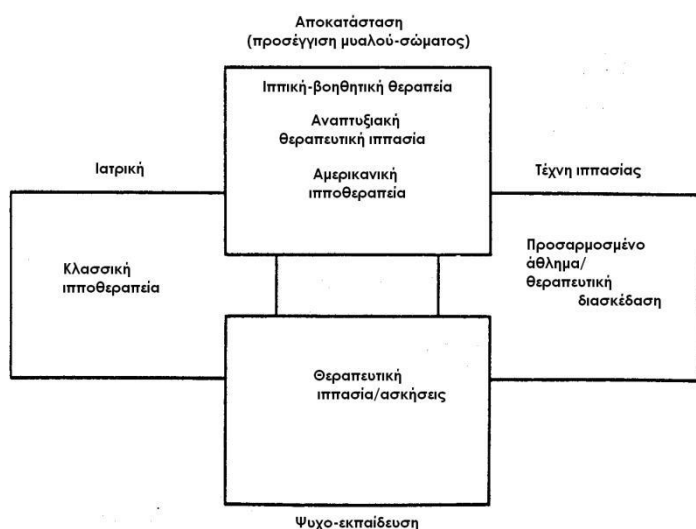 Αποκατάσταση
(προσέγγιση μυαλού-σώματος)
Ιππική-βοηθητική θεραπεία
Αναπτυξιακή
θεραπευτική ιππασία
Αμερικανική
ιπποθεραπεία
Ιατρική
Τέχνη ιππασίας
Κλασσική
ιπποθεραπεία
Προσαρμοσμένο
άθλημα/
θεραπευτική
διασκέδαση
Θεραπευτική
ιππασία/ασκήσεις
Ψυχο-εκπαίδευση